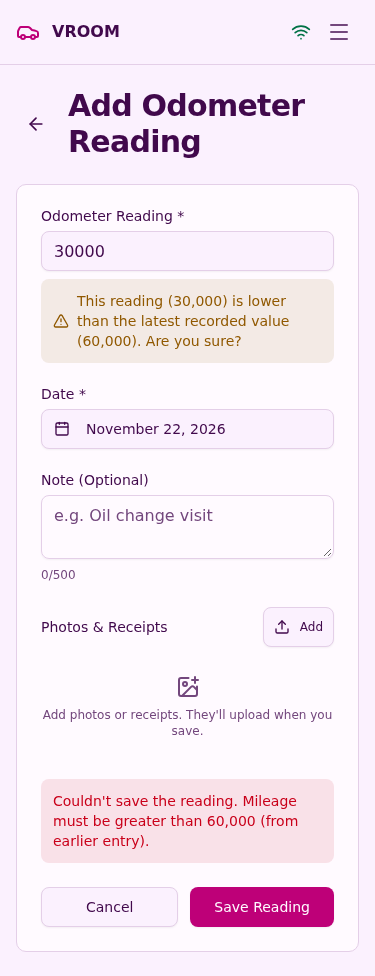 VROOM
Add Odometer
Reading
Odometer Reading *
30000
This reading (30,000) is lower
than the latest recorded value
(60,000). Are you sure?
Date *
November 22, 2026
Note (Optional)
e.g. Oil change visit
0/500
Photos & Receipts
Add
Add photos or receipts. They'll upload when you
save.
Couldn't save the reading. Mileage
must be greater than 60,000 (from
earlier entry).
Cancel
Save Reading